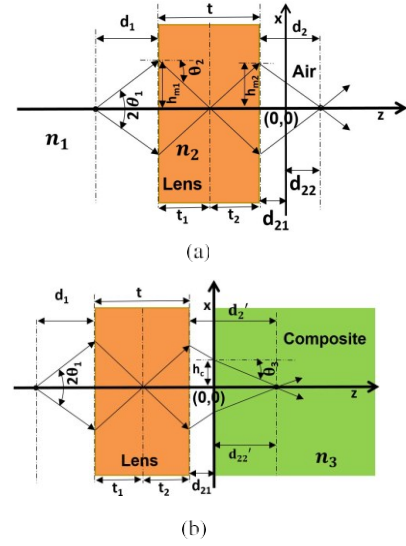 d₁
t
x
d₂
2θ₁
hₘ₁
θ₂
hₘ₂
Air
n₁
n₂
(0,0)
z
Lens
d₂₂
t₁
t₂
d₂₁
(a)
d₁
t
x
d₂′
Composite
2θ₁
h꜀
θ₃
(0,0)
z
Lens
n₃
t₁
t₂
d₂₁
d₂₂′
(b)